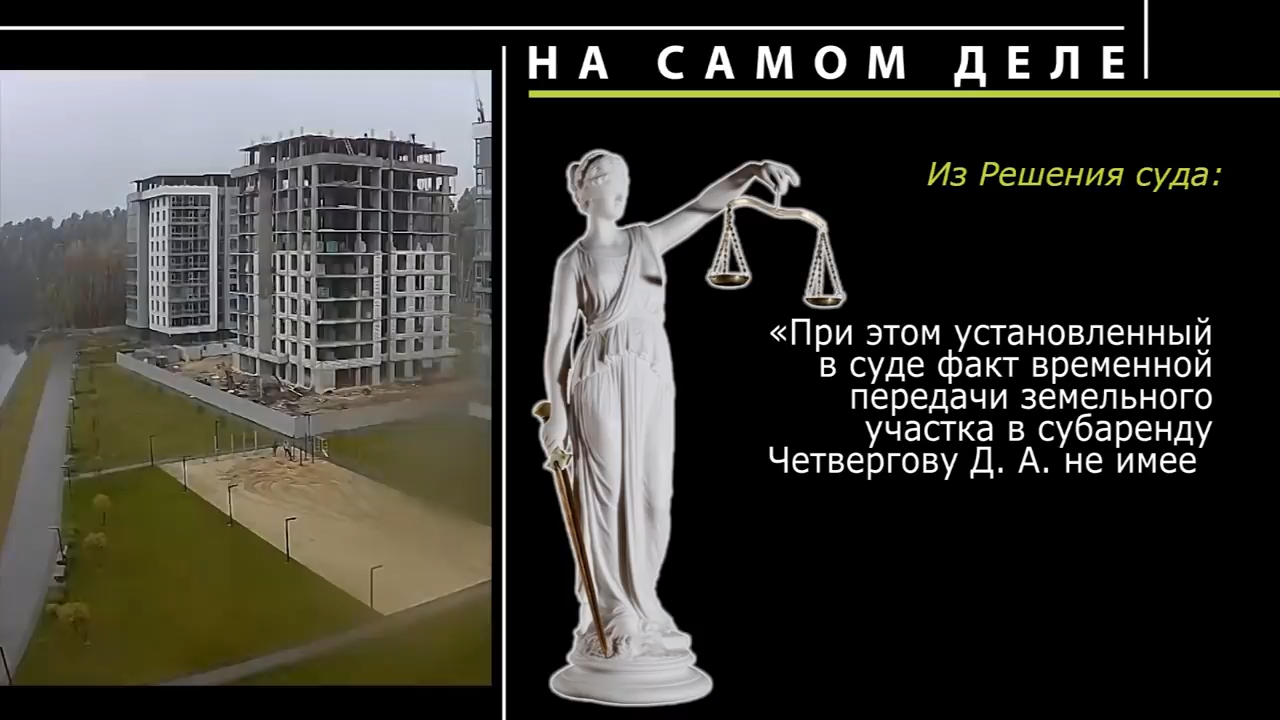 НА САМОМ ДЕЛЕ
Из Решения суда:
«При этом установленный
в суде факт временной
передачи земельного
участка в субаренду
Четвергову Д. А. не имее